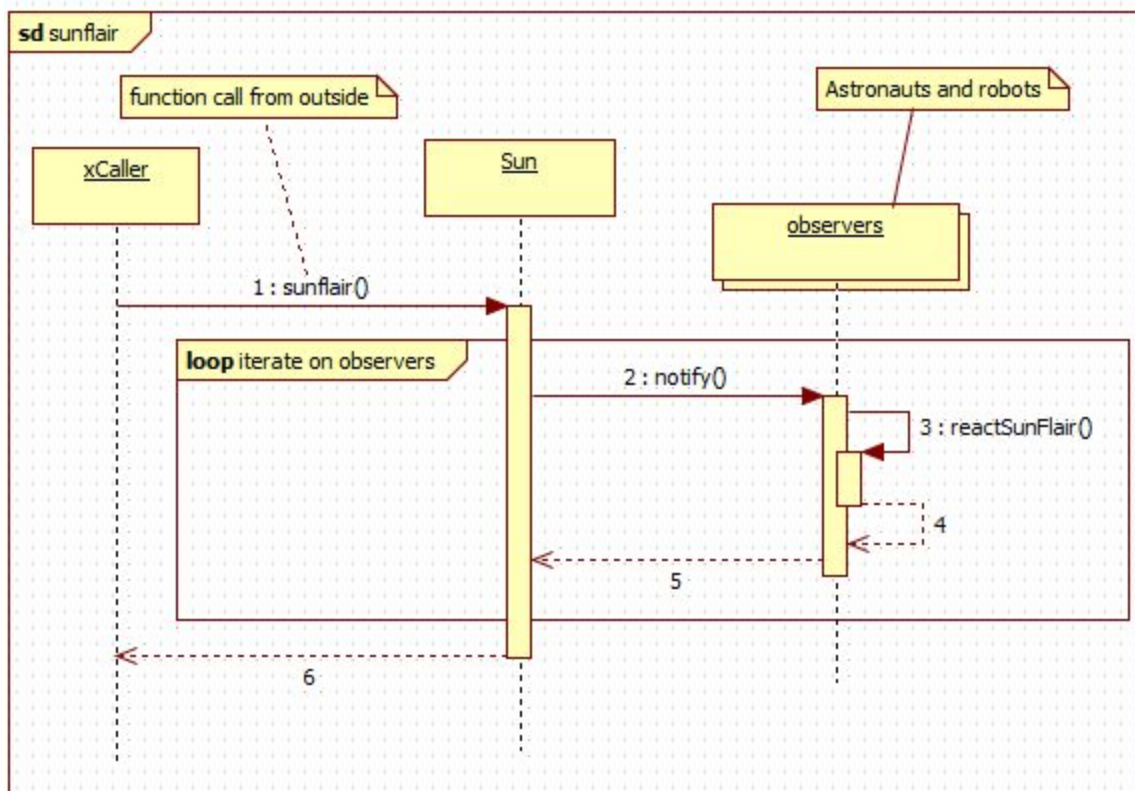 sd sunflair
function call from outside
Astronauts and robots
xCaller
Sun
observers
1 : sunflair()
loop iterate on observers
2 : notify()
3 : reactSunFlair()
4
5
6